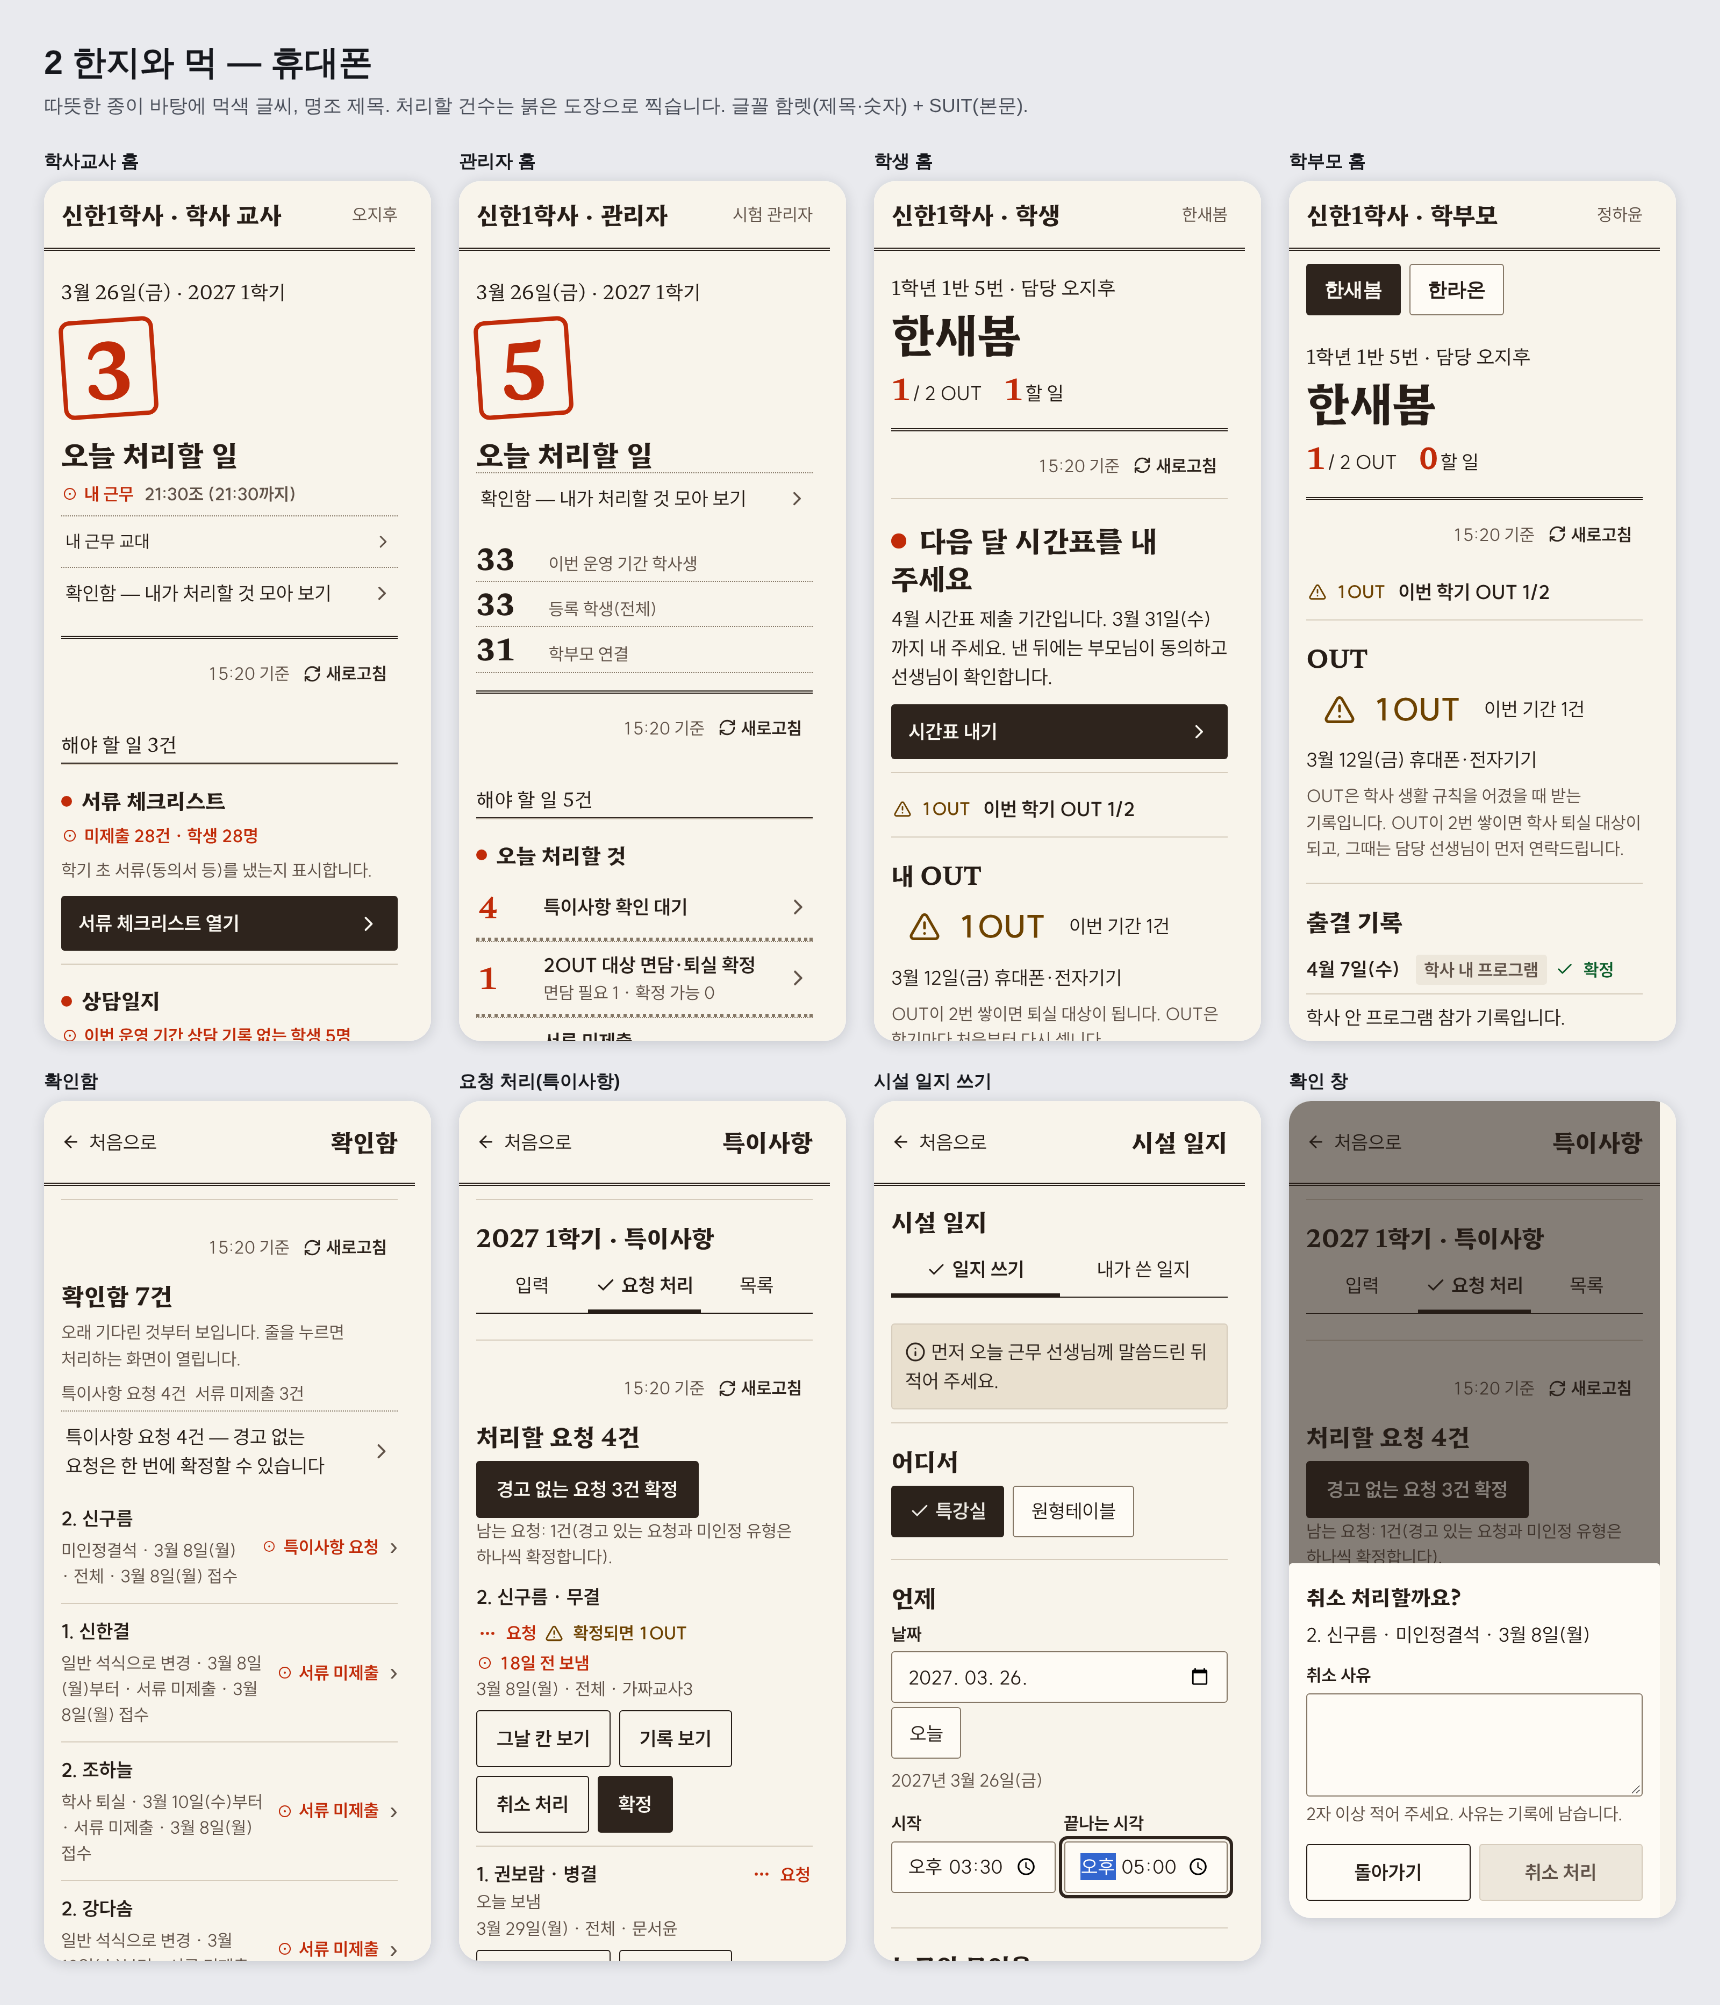 2 한지와 먹 — 휴대폰
따뜻한 종이 바탕에 먹색 글씨, 명조 제목. 처리할 건수는 붉은 도장으로 찍습니다. 글꼴 함렛(제목·숫자) + SUIT(본문).
학사교사 홈
신한1학사 · 학사 교사
오지후
3월 26일(금) · 2027 1학기
3
오늘 처리할 일
내 근무 21:30조 (21:30까지)
내 근무 교대
확인함 — 내가 처리할 것 모아 보기
15:20 기준 새로고침
해야 할 일 3건
서류 체크리스트
미제출 28건 · 학생 28명
학기 초 서류(동의서 등)를 냈는지 표시합니다.
서류 체크리스트 열기
상담일지
이번 운영 기간 상담 기록 없는 학생 5명
관리자 홈
신한1학사 · 관리자
시험 관리자
3월 26일(금) · 2027 1학기
5
오늘 처리할 일
확인함 — 내가 처리할 것 모아 보기
33 이번 운영 기간 학사생
33 등록 학생(전체)
31 학부모 연결
15:20 기준 새로고침
해야 할 일 5건
오늘 처리할 것
4 특이사항 확인 대기
1 2OUT 대상 면담·퇴실 확정
면담 필요 1 · 확정 가능 0
서류 미제출
학생 홈
신한1학사 · 학생
한새봄
1학년 1반 5번 · 담당 오지후
한새봄
1 / 2 OUT 1 할 일
15:20 기준 새로고침
다음 달 시간표를 내
주세요
4월 시간표 제출 기간입니다. 3월 31일(수)
까지 내 주세요. 낸 뒤에는 부모님이 동의하고
선생님이 확인합니다.
시간표 내기
1OUT 이번 학기 OUT 1/2
내 OUT
1OUT 이번 기간 1건
3월 12일(금) 휴대폰·전자기기
OUT이 2번 쌓이면 퇴실 대상이 됩니다. OUT은
학기마다 처음부터 다시 셉니다.
학부모 홈
신한1학사 · 학부모
정하윤
한새봄
한라온
1학년 1반 5번 · 담당 오지후
한새봄
1 / 2 OUT 0 할 일
15:20 기준 새로고침
1OUT 이번 학기 OUT 1/2
OUT
1OUT 이번 기간 1건
3월 12일(금) 휴대폰·전자기기
OUT은 학사 생활 규칙을 어겼을 때 받는
기록입니다. OUT이 2번 쌓이면 학사 퇴실 대상이
되고, 그때는 담당 선생님이 먼저 연락드립니다.
출결 기록
4월 7일(수) 학사 내 프로그램 확정
학사 안 프로그램 참가 기록입니다.
확인함
처음으로
확인함
15:20 기준 새로고침
확인함 7건
오래 기다린 것부터 보입니다. 줄을 누르면
처리하는 화면이 열립니다.
특이사항 요청 4건 서류 미제출 3건
특이사항 요청 4건 — 경고 없는
요청은 한 번에 확정할 수 있습니다
2. 신구름
미인정결석 · 3월 8일(월)
· 전체 · 3월 8일(월) 접수
특이사항 요청
1. 신한결
일반 석식으로 변경 · 3월 8일
(월)부터 · 서류 미제출 · 3월
8일(월) 접수
서류 미제출
2. 조하늘
학사 퇴실 · 3월 10일(수)부터
· 서류 미제출 · 3월 8일(월)
접수
서류 미제출
2. 강다솜
일반 석식으로 변경 · 3월
서류 미제출
요청 처리(특이사항)
처음으로
특이사항
2027 1학기 · 특이사항
입력
요청 처리
목록
15:20 기준 새로고침
처리할 요청 4건
경고 없는 요청 3건 확정
남는 요청: 1건(경고 있는 요청과 미인정 유형은
하나씩 확정합니다).
2. 신구름 · 무결
요청 확정되면 1OUT
18일 전 보냄
3월 8일(월) · 전체 · 가짜교사3
그날 칸 보기
기록 보기
취소 처리
확정
1. 권보람 · 병결
요청
오늘 보냄
3월 29일(월) · 전체 · 문서윤
시설 일지 쓰기
처음으로
시설 일지
시설 일지
일지 쓰기
내가 쓴 일지
먼저 오늘 근무 선생님께 말씀드린 뒤
적어 주세요.
어디서
특강실
원형테이블
언제
날짜
2027. 03. 26.
오늘
2027년 3월 26일(금)
시작
끝나는 시각
오후 03:30
오후 05:00
확인 창
처음으로
특이사항
2027 1학기 · 특이사항
입력
요청 처리
목록
15:20 기준 새로고침
처리할 요청 4건
경고 없는 요청 3건 확정
남는 요청: 1건(경고 있는 요청과 미인정 유형은
하나씩 확정합니다).
취소 처리할까요?
2. 신구름 · 미인정결석 · 3월 8일(월)
취소 사유
2자 이상 적어 주세요. 사유는 기록에 남습니다.
돌아가기
취소 처리